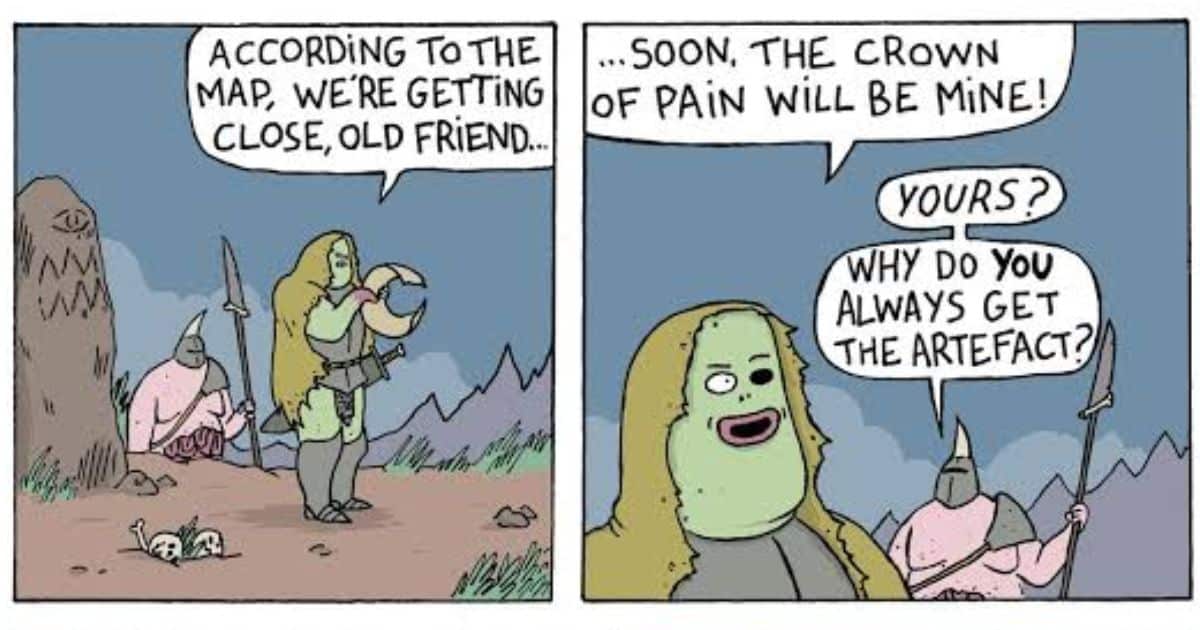 ACCORDING TO THE
MAP, WE'RE GETTING
CLOSE, OLD FRIEND...
...SOON, THE CROWN
OF PAIN WILL BE MINE!
YOURS?
WHY DO YOU
ALWAYS GET
THE ARTEFACT?